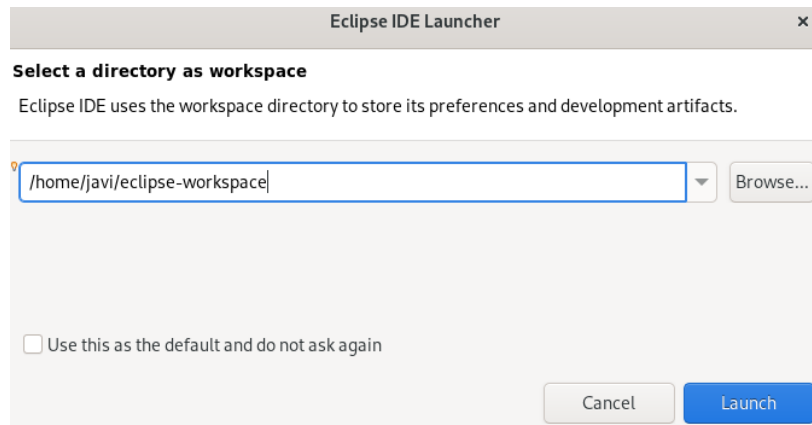 Eclipse IDE Launcher
Select a directory as workspace
Eclipse IDE uses the workspace directory to store its preferences and development artifacts.
/home/javi/eclipse-workspace
Browse...
Use this as the default and do not ask again
Cancel
Launch